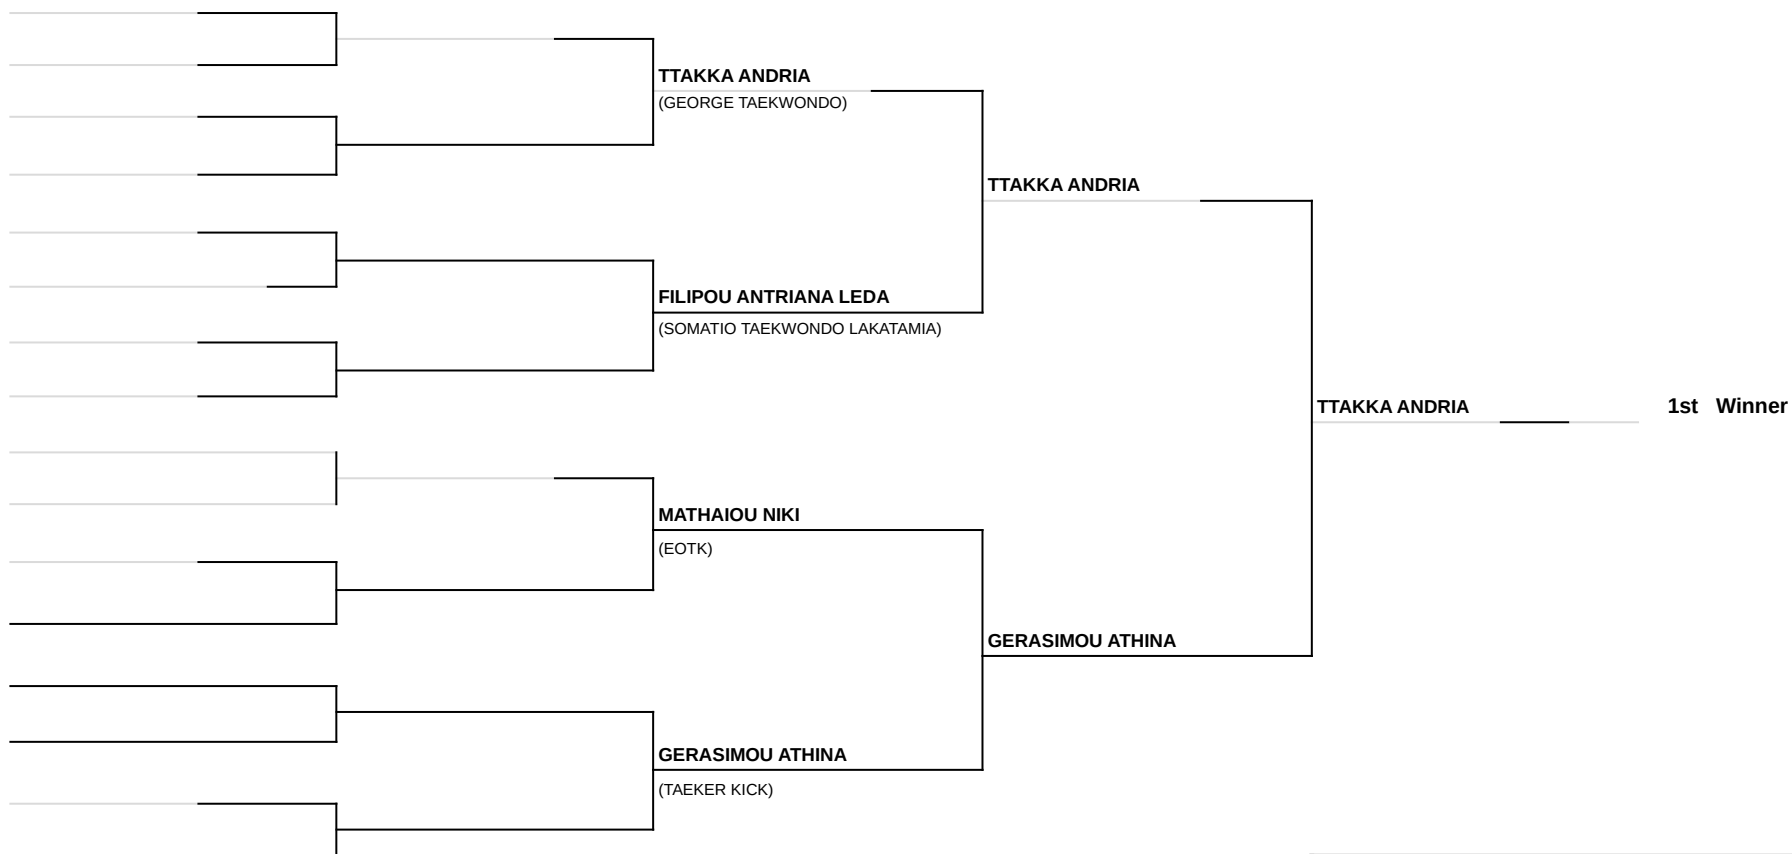 TTAKKA ANDRIA
(GEORGE TAEKWONDO)
TTAKKA ANDRIA
FILIPOU ANTRIANA LEDA
(SOMATIO TAEKWONDO LAKATAMIA)
TTAKKA ANDRIA 1st Winner
MATHAIOU NIKI
(EOTK)
GERASIMOU ATHINA
GERASIMOU ATHINA
(TAEKER KICK)